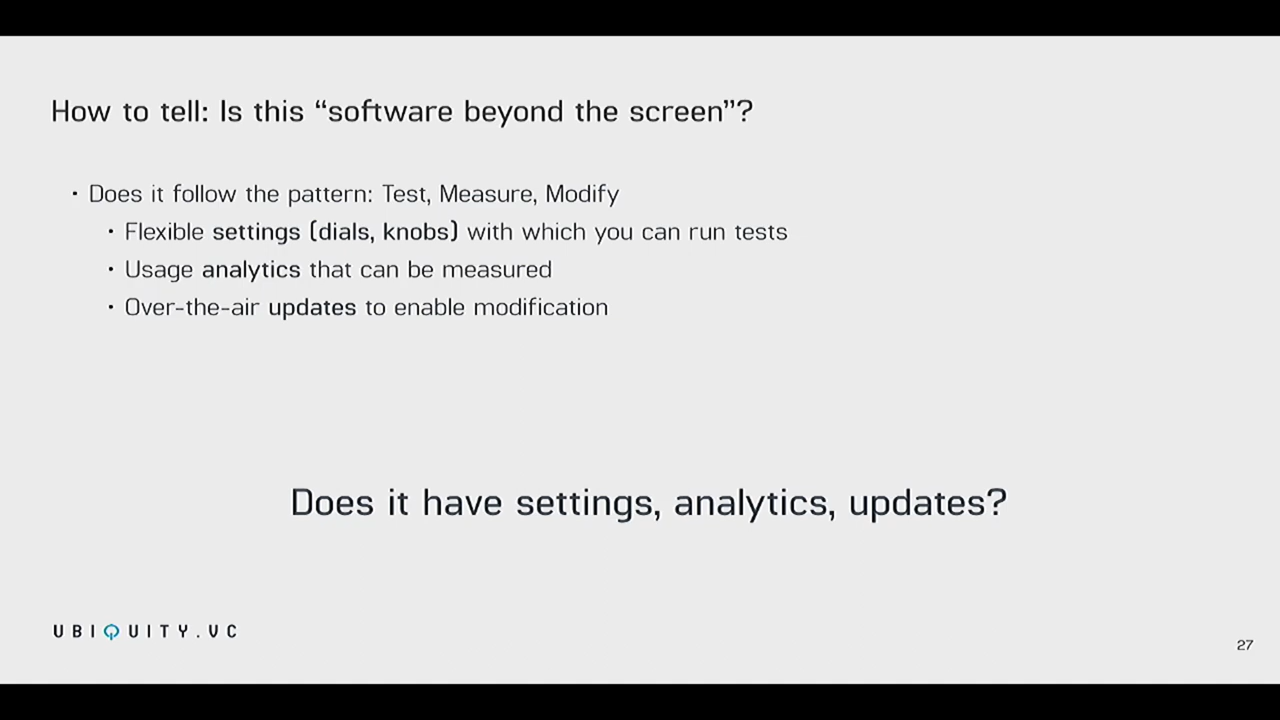 How to tell: Is this “software beyond the screen”?
· Does it follow the pattern: Test, Measure, Modify
· Flexible settings (dials, knobs) with which you can run tests
· Usage analytics that can be measured
· Over-the-air updates to enable modification
Does it have settings, analytics, updates?
UBIQUITY.VC
27